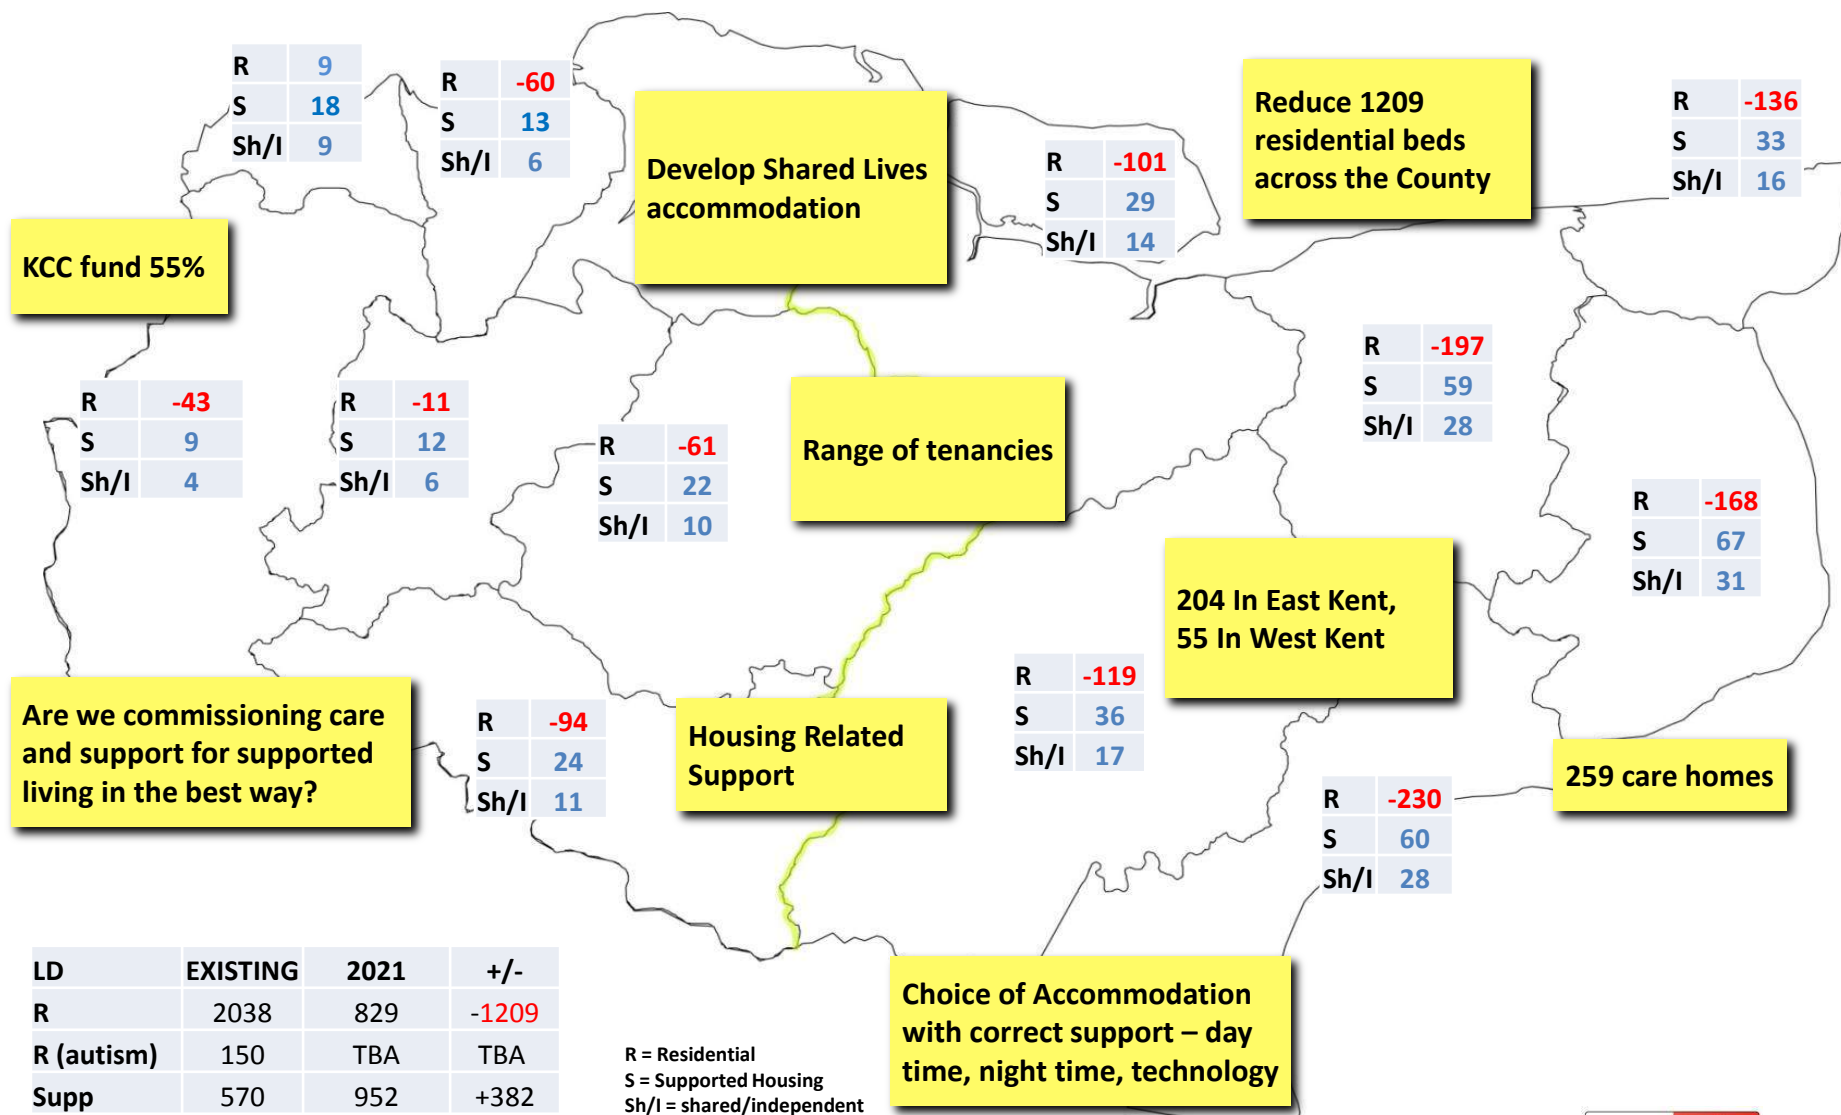 R 9
S 18
Sh/I 9
R -60
S 13
Sh/I 6
Develop Shared Lives
accommodation
R -101
S 29
Sh/I 14
Reduce 1209
residential beds
across the County
R -136
S 33
Sh/I 16
KCC fund 55%
R -43
S 9
Sh/I 4
R -11
S 12
Sh/I 6
R -61
S 22
Sh/I 10
Range of tenancies
R -197
S 59
Sh/I 28
R -168
S 67
Sh/I 31
204 In East Kent,
55 In West Kent
Are we commissioning care
and support for supported
living in the best way?
R -94
S 24
Sh/I 11
Housing Related
Support
R -119
S 36
Sh/I 17
259 care homes
R -230
S 60
Sh/I 28
LD EXISTING 2021 +/-
R 2038 829 -1209
R (autism) 150 TBA TBA
Supp 570 952 +382
R = Residential
S = Supported Housing
Sh/I = shared/independent
Choice of Accommodation
with correct support – day
time, night time, technology